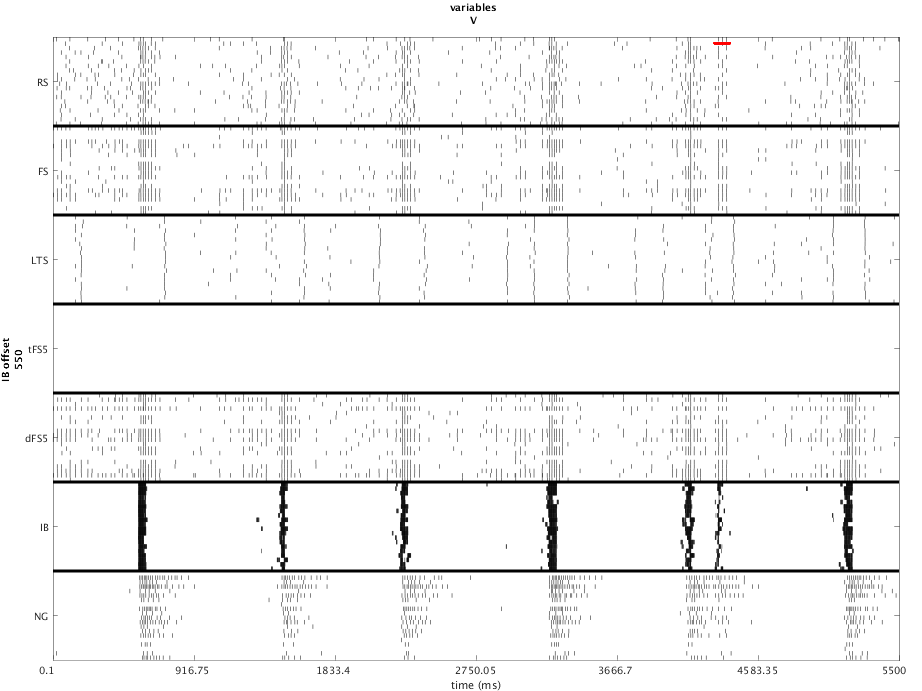 variables
V
RS
FS
LTS
tFS5
dFS5
IB
NG
IB offset
550
0.1
916.75
1833.4
2750.05
3666.7
4583.35
5500
time (ms)